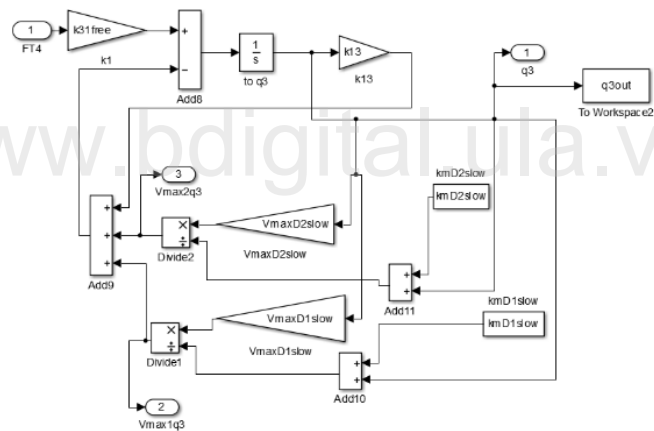 1
FT4
k31free
k1
+
−
Add8
1
s
to q3
k13
k13
1
q3
q3out
To Workspace2
www.bdigital.ula.v
3
Vmax2q3
kmD2slow
kmD2slow
+
+
+
Add9
×
÷
Divide2
VmaxD2slow
VmaxD2slow
+
+
Add11
kmD1slow
kmD1slow
×
÷
Divide1
VmaxD1slow
VmaxD1slow
+
+
Add10
2
Vmax1q3